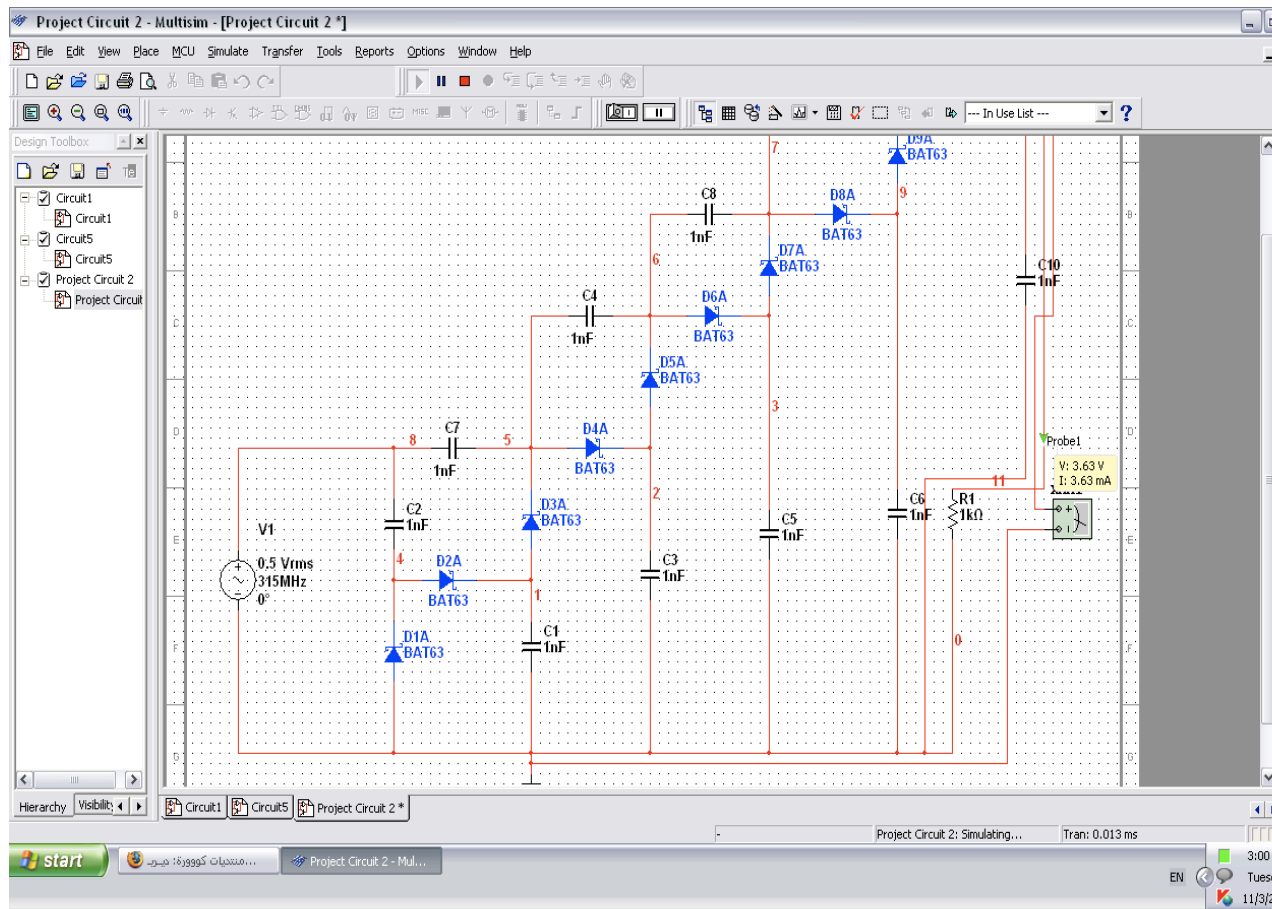 Project Circuit 2 - Multisim - [Project Circuit 2 *]
File Edit View Place MCU Simulate Transfer Tools Reports Options Window Help
MISC
--- In Use List ---
?
Design Toolbox
Circuit1
Circuit1
Circuit5
Circuit5
Project Circuit 2
Project Circuit
Hierarchy
7
D9A
BAT63
C8
1nF
D8A
BAT63
9
B
B
6
D7A
BAT63
C10
1nF
C4
1nF
D6A
BAT63
C
C
D5A
BAT63
3
D
D
8
C7
1nF
5
D4A
BAT63
Probe1
V: 3.63 V
I: 3.63 mA
2
11
C2
1nF
D3A
BAT63
C6
1nF
R1
1kΩ
V1
0.5 Vrms
315MHz
0°
E
E
C5
1nF
4
D2A
BAT63
C3
1nF
1
D1A
BAT63
C1
1nF
0
F
F
G
G
Circuit1 Circuit5 Project Circuit 2 *
-
Project Circuit 2: Simulating...
Tran: 0.013 ms
start
Project Circuit 2 - Mul...
EN
3:00